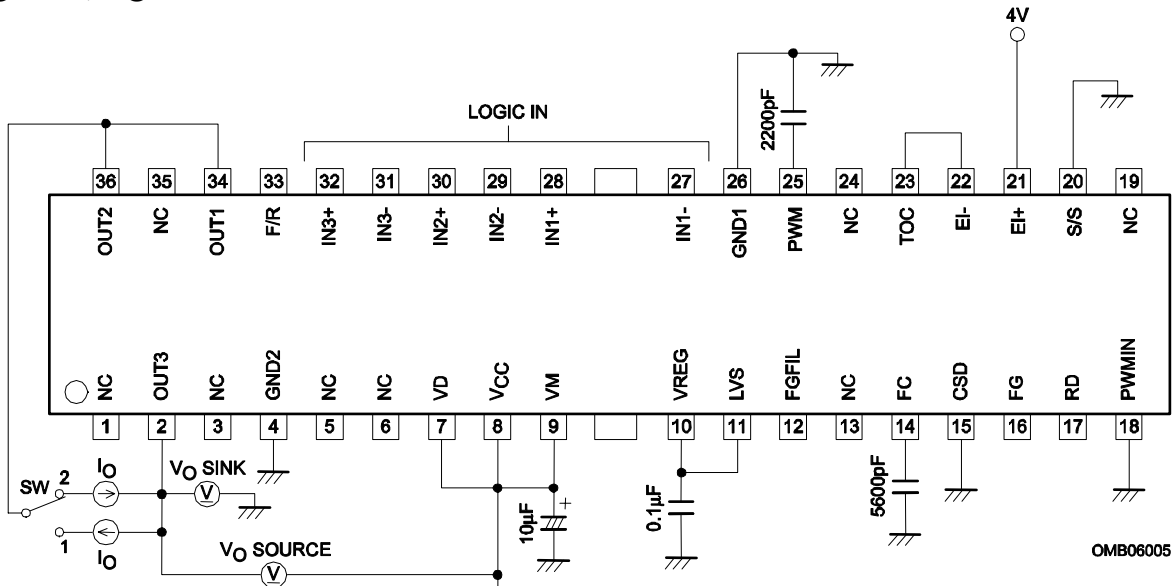 4V
LOGIC IN
2200pF
36 35 34 33 32 31 30 29 28 27 26 25 24 23 22 21 20 19
OUT2 NC OUT1 F/R IN3+ IN3- IN2+ IN2- IN1+ IN1- GND1 PWM NC TOC EI- EI+ S/S NC
NC OUT3 NC GND2 NC NC VD VCC VM VREG LVS FGFIL NC FC CSD FG RD PWMIN
1 2 3 4 5 6 7 8 9 10 11 12 13 14 15 16 17 18
SW 2 IO V VO SINK
1 IO
10µF +
0.1µF
5600pF
VO SOURCE
V
OMB06005